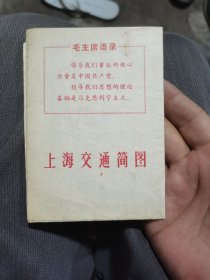 毛主席语录
领导我们事业的核心
力量是中国共产党。
指导我们思想的理论
基础是马克思列宁主义。
上海交通简图